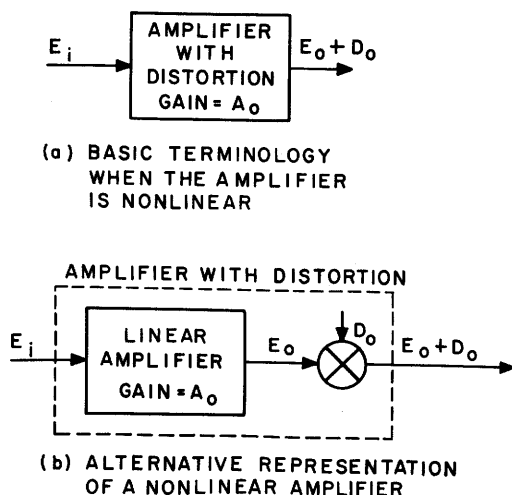 E_i
AMPLIFIER
WITH
DISTORTION
GAIN = A_o
E_o + D_o
(a) BASIC TERMINOLOGY
WHEN THE AMPLIFIER
IS NONLINEAR
AMPLIFIER WITH DISTORTION
E_i
LINEAR
AMPLIFIER
GAIN = A_o
E_o
D_o
E_o + D_o
(b) ALTERNATIVE REPRESENTATION
OF A NONLINEAR AMPLIFIER